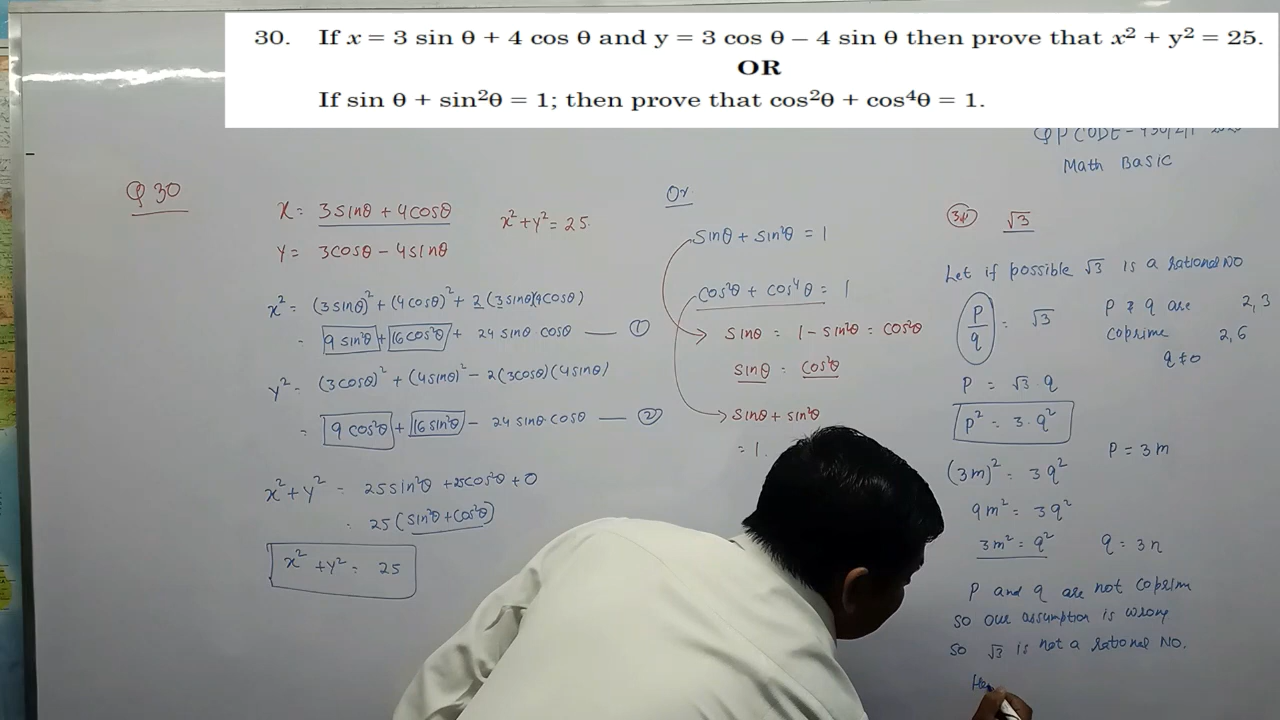 30. If x = 3 sin θ + 4 cos θ and y = 3 cos θ – 4 sin θ then prove that x² + y² = 25.
OR
If sin θ + sin²θ = 1; then prove that cos²θ + cos⁴θ = 1.
QP CODE - 430/2/1
Math Basic
Q 30
x = 3sinθ + 4cosθ
x² + y² = 25.
y = 3cosθ - 4sinθ
x² = (3sinθ)² + (4cosθ)² + 2(3sinθ)(4cosθ)
= 9 sin²θ + 16cos²θ + 24 sinθ cosθ — ①
y² = (3cosθ)² + (4sinθ)² - 2(3cosθ)(4sinθ)
= 9 cos²θ + 16 sin²θ - 24 sinθ cosθ — ②
x² + y² = 25sin²θ + 25cos²θ + 0
= 25 (sin²θ + cos²θ)
x² + y² = 25
Or
sinθ + sin²θ = 1
cos²θ + cos⁴θ = 1
sinθ = 1 - sin²θ = cos²θ
sinθ = cos²θ
sinθ + sin²θ
= 1.
√3
Let if possible √3 is a rational NO
p/q = √3
p & q are 2, 3
coprime 2, 6
q ≠ 0
p = √3 · q
p² = 3 · q²
p = 3m
(3m)² = 3q²
9m² = 3q²
3m² = q² q = 3n
p and q are not coprime
so our assumption is wrong
so √3 is not a rational NO.